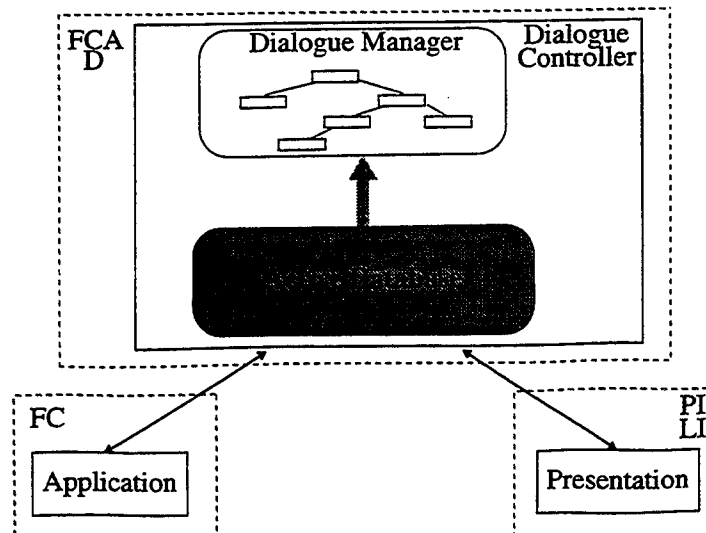 FCA
D
Dialogue Manager
Dialogue
Controller
FC
Application
PI
LI
Presentation